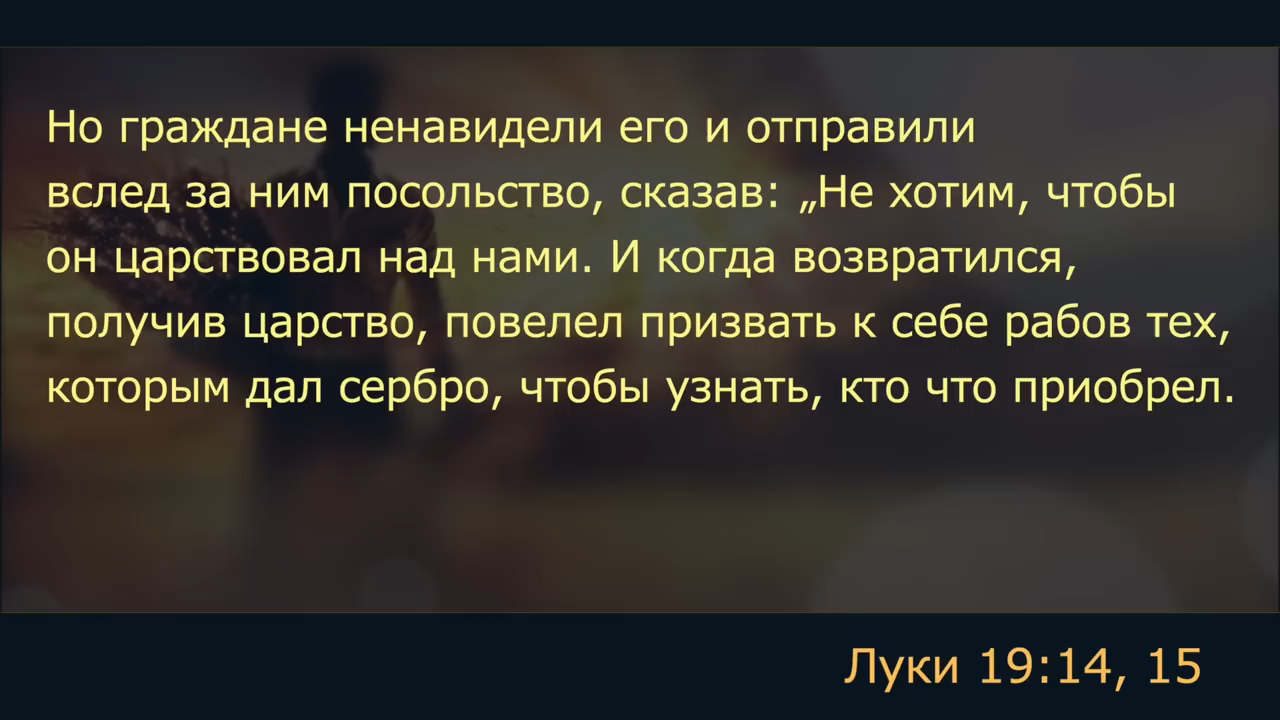 Но граждане ненавидели его и отправили
вслед за ним посольство, сказав: „Не хотим, чтобы
он царствовал над нами. И когда возвратился,
получив царство, повелел призвать к себе рабов тех,
которым дал сербро, чтобы узнать, кто что приобрел.
Луки 19:14, 15